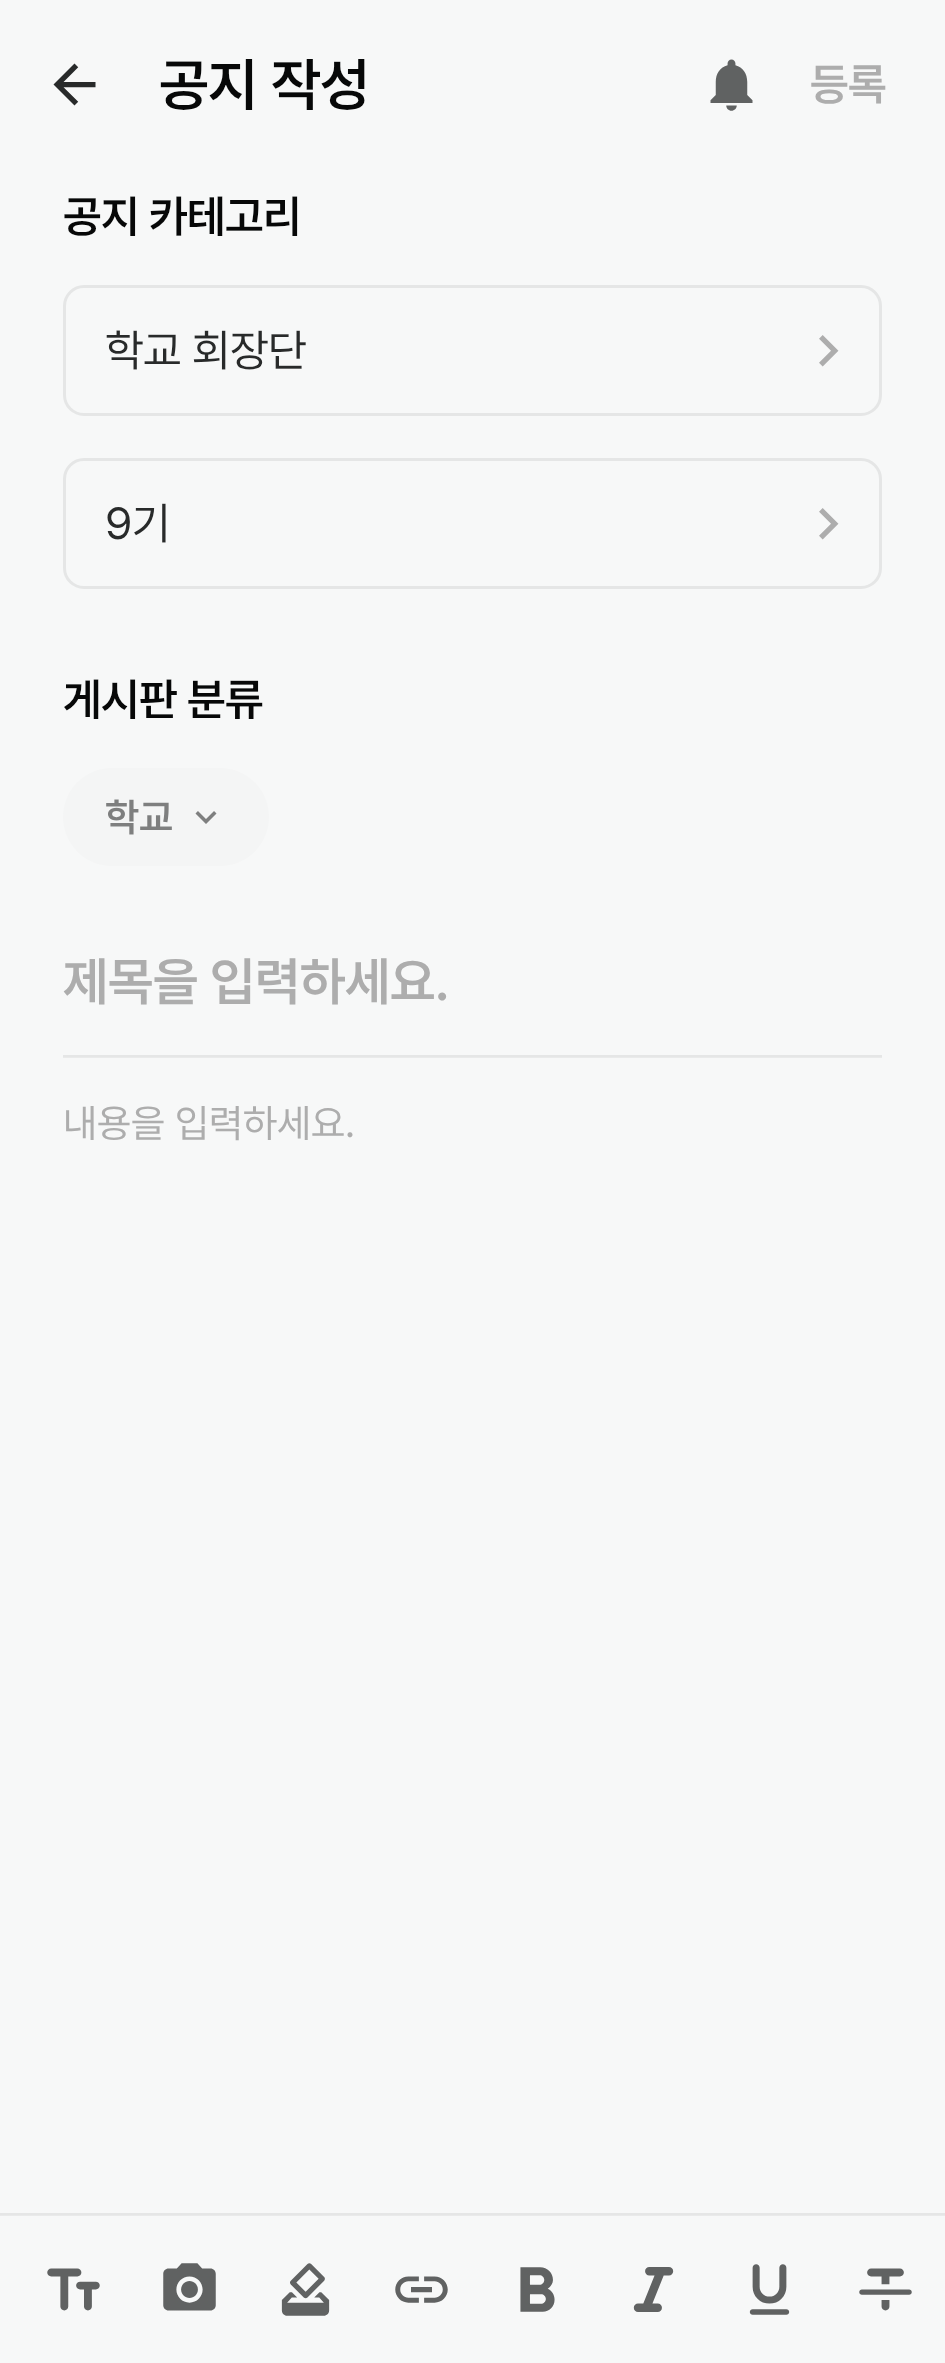 공지 작성
등록
공지 카테고리
학교 회장단
9기
게시판 분류
학교
제목을 입력하세요.
내용을 입력하세요.